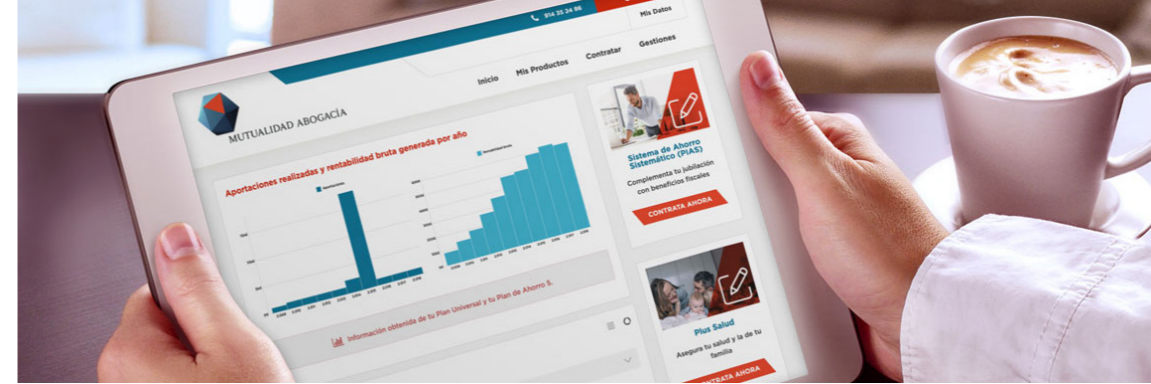 914 35 24 86
Mis Datos
Inicio
Mis Productos
Contratar
Gestiones
MUTUALIDAD ABOGACÍA
Aportaciones realizadas y rentabilidad bruta generada por año
Información obtenida de tu Plan Universal y tu Plan de Ahorro 5.
Sistema de Ahorro
Sistemático (PIAS)
Complementa tu jubilación
con beneficios fiscales
CONTRATA AHORA
Plus Salud
Asegura tu salud y la de tu
familia
CONTRATA AHORA